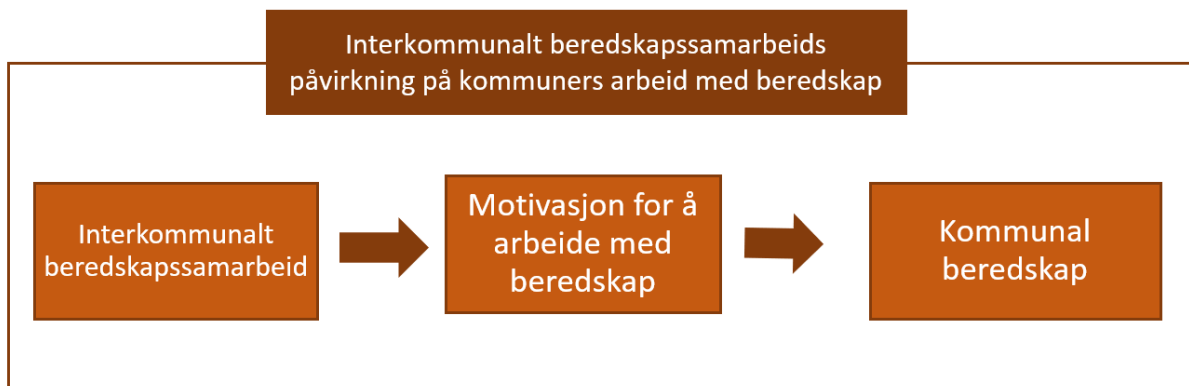 Interkommunalt beredskapssamarbeids
påvirkning på kommuners arbeid med beredskap
Interkommunalt
beredskapssamarbeid
Motivasjon for å
arbeide med
beredskap
Kommunal
beredskap